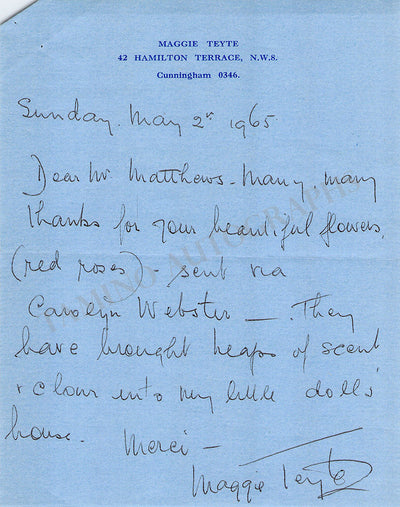 MAGGIE TEYTE
42 HAMILTON TERRACE, N.W.8.
Cunningham 0346.
Sunday. May 2nd 1965
Dear Mr Matthews - Many many
thanks for your beautiful flowers,
(red roses) - sent via
Carolyn Webster —. They
have brought heaps of scent
+ colour into my little dolls'
house. Merci —
Maggie Teyte
TAMINO AUTOGRAPHS